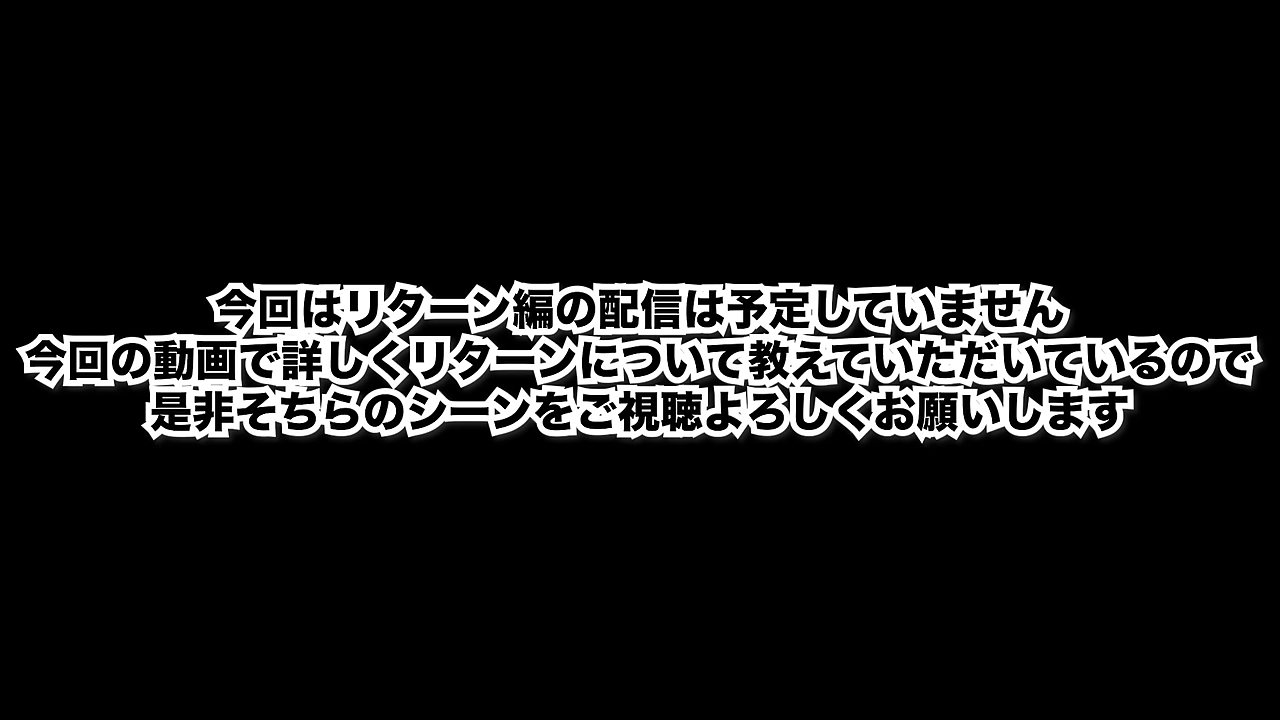 今回はリターン編の配信は予定していません
今回の動画で詳しくリターンについて教えていただいているので
是非そちらのシーンをご視聴よろしくお願いします